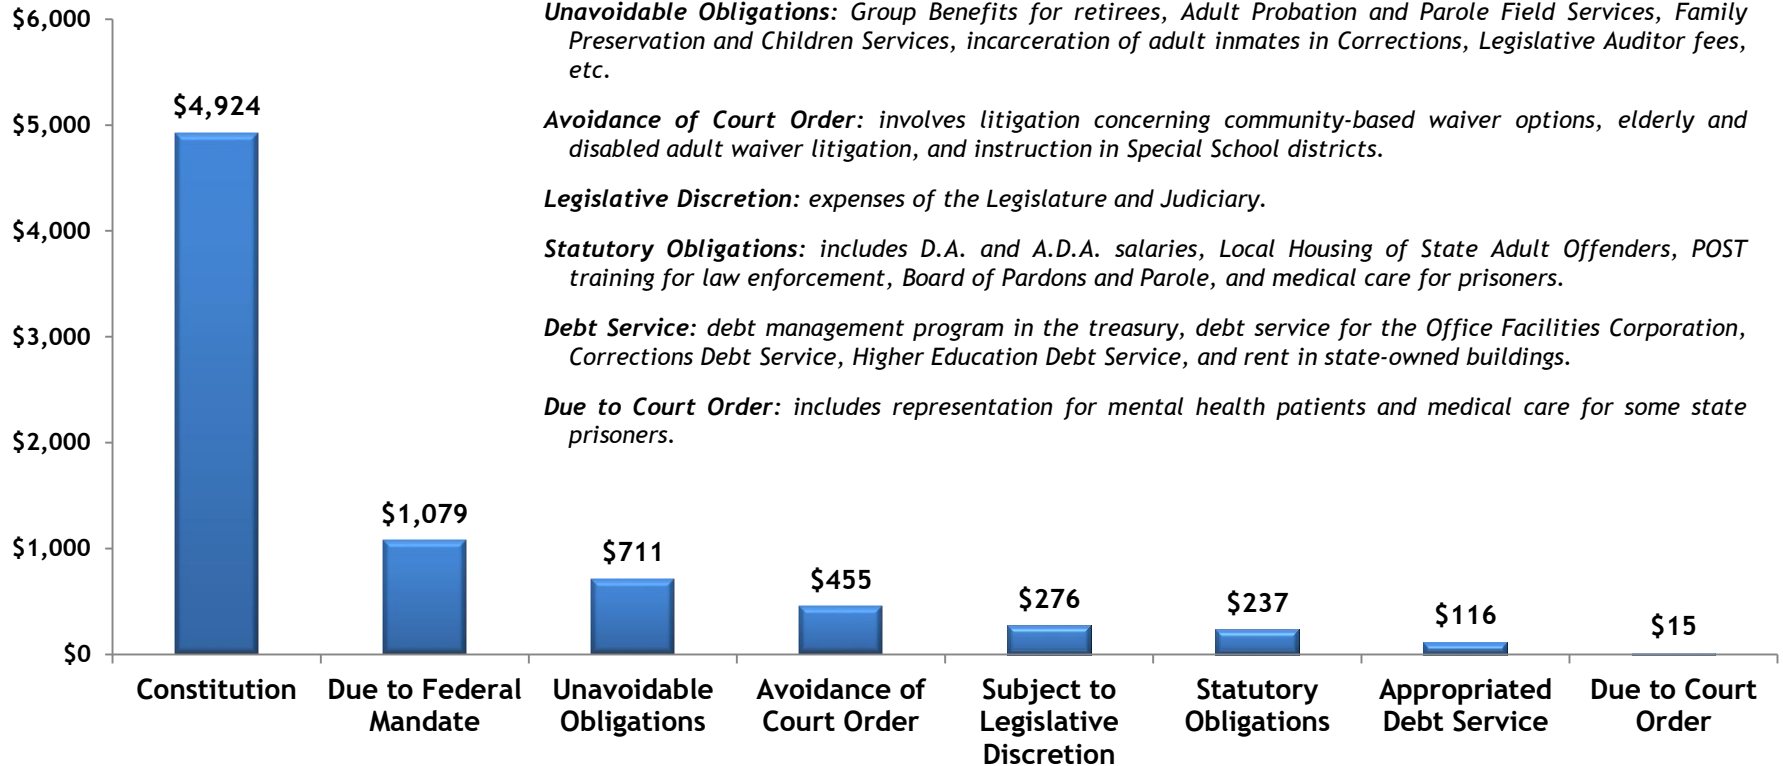 Unavoidable Obligations: Group Benefits for retirees, Adult Probation and Parole Field Services, Family
Preservation and Children Services, incarceration of adult inmates in Corrections, Legislative Auditor fees,
etc.
Avoidance of Court Order: involves litigation concerning community-based waiver options, elderly and
disabled adult waiver litigation, and instruction in Special School districts.
Legislative Discretion: expenses of the Legislature and Judiciary.
Statutory Obligations: includes D.A. and A.D.A. salaries, Local Housing of State Adult Offenders, POST
training for law enforcement, Board of Pardons and Parole, and medical care for prisoners.
Debt Service: debt management program in the treasury, debt service for the Office Facilities Corporation,
Corrections Debt Service, Higher Education Debt Service, and rent in state-owned buildings.
Due to Court Order: includes representation for mental health patients and medical care for some state
prisoners.
$6,000
$5,000
$4,000
$3,000
$2,000
$1,000
$0
$4,924
$1,079
$711
$455
$276
$237
$116
$15
Constitution
Due to Federal
Mandate
Unavoidable
Obligations
Avoidance of
Court Order
Subject to
Legislative
Discretion
Statutory
Obligations
Appropriated
Debt Service
Due to Court
Order